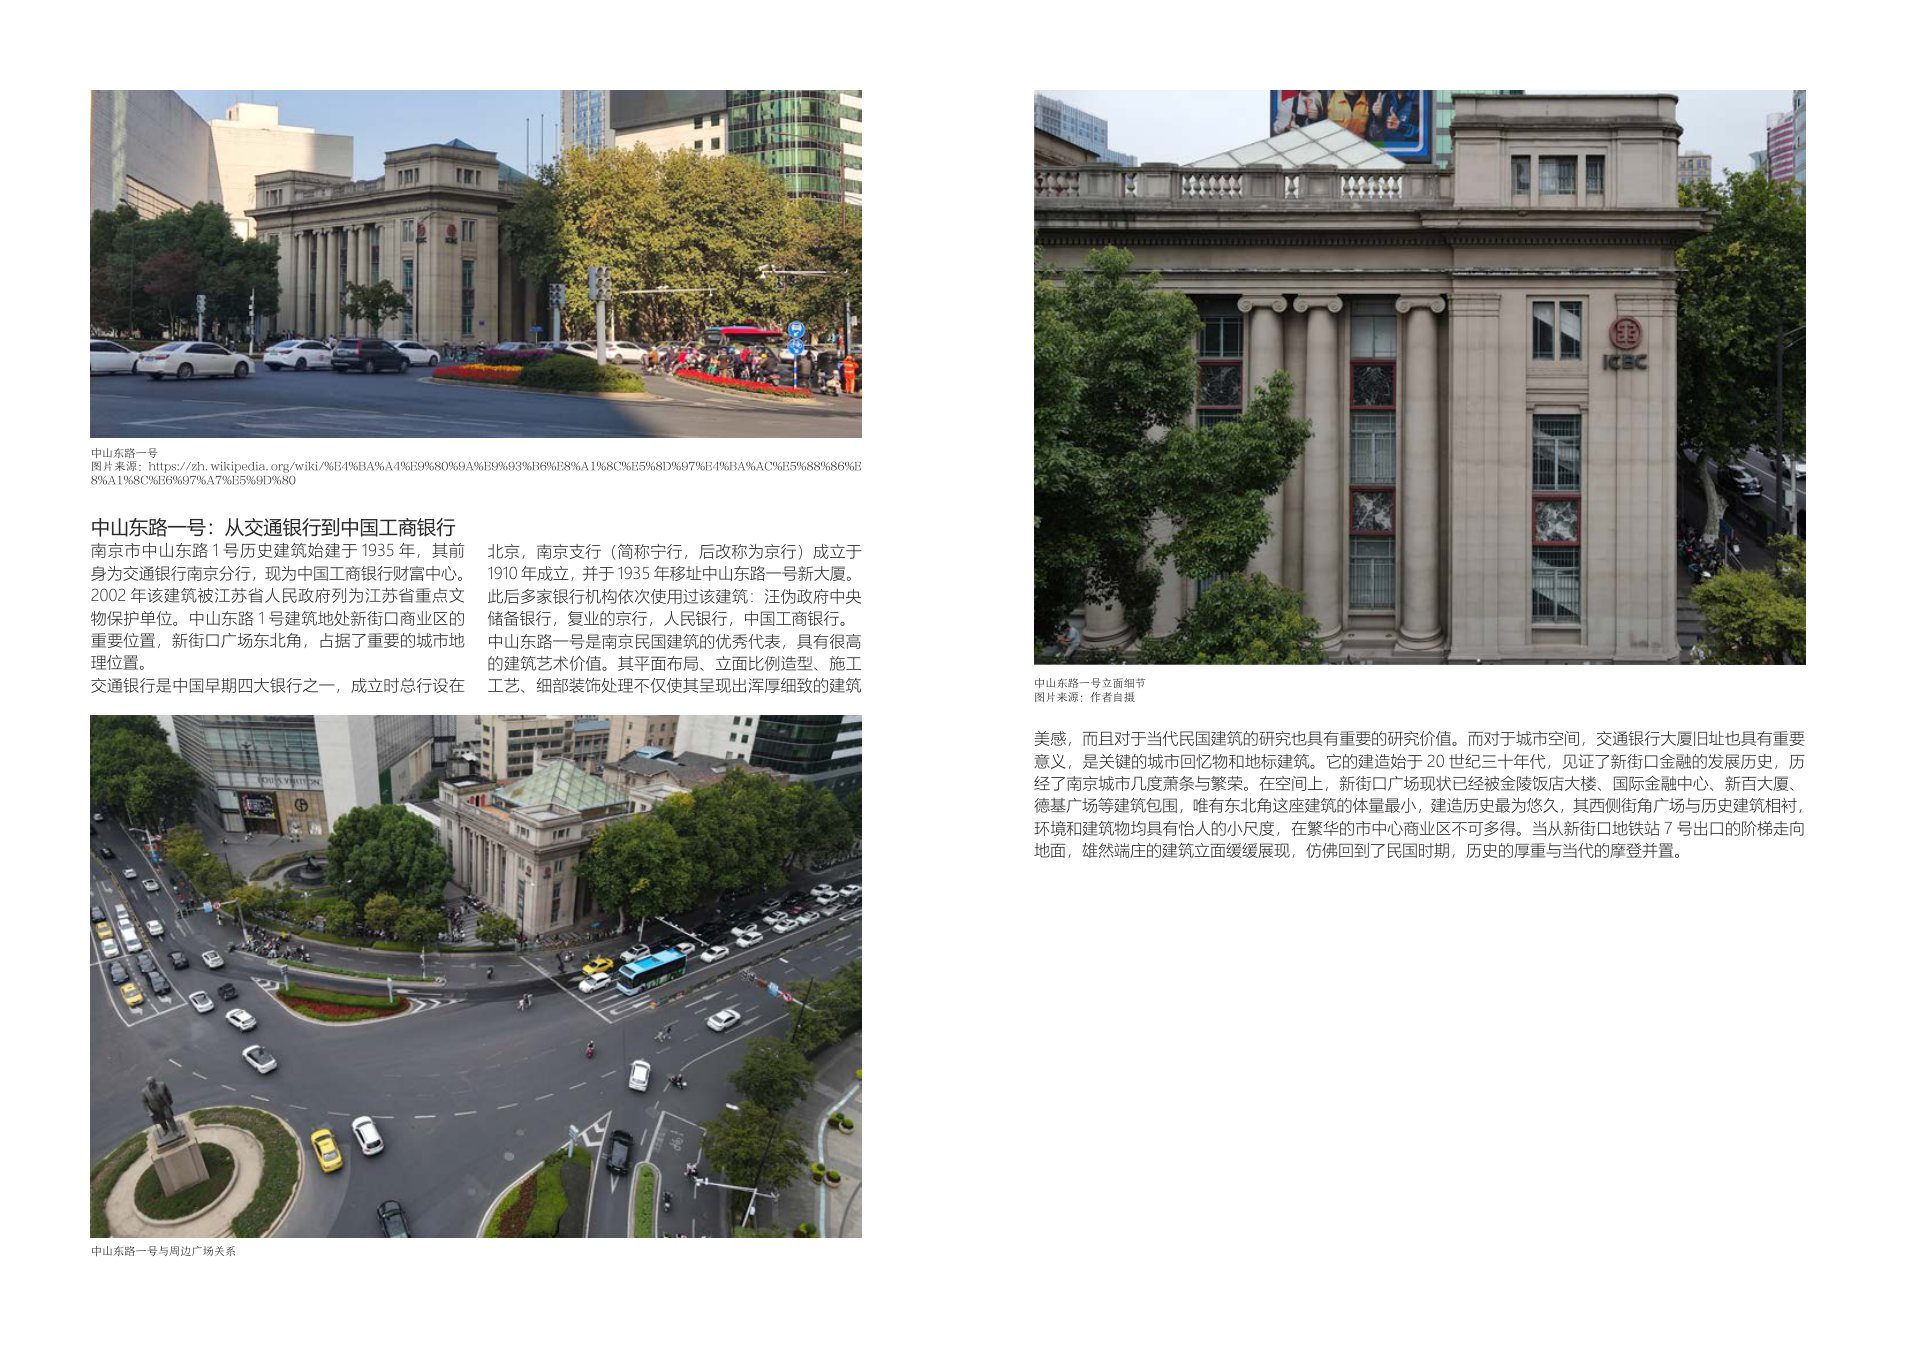 中山东路一号
图片来源：https://zh.wikipedia.org/wiki/%E4%BA%A4%E9%80%9A%E9%93%B6%E8%A1%8C%E5%8D%97%E4%BA%AC%E5%88%86%E
8%A1%8C%E6%97%A7%E5%9D%80
中山东路一号：从交通银行到中国工商银行
南京市中山东路 1 号历史建筑始建于 1935 年，其前
身为交通银行南京分行，现为中国工商银行财富中心。
2002 年该建筑被江苏省人民政府列为江苏省重点文
物保护单位。中山东路 1 号建筑地处新街口商业区的
重要位置，新街口广场东北角，占据了重要的城市地
理位置。
交通银行是中国早期四大银行之一，成立时总行设在
北京，南京支行（简称宁行，后改称为京行）成立于
1910 年成立，并于 1935 年移址中山东路一号新大厦。
此后多家银行机构依次使用过该建筑：汪伪政府中央
储备银行，复业的京行，人民银行，中国工商银行。
中山东路一号是南京民国建筑的优秀代表，具有很高
的建筑艺术价值。其平面布局、立面比例造型、施工
工艺、细部装饰处理不仅使其呈现出浑厚细致的建筑
LOUIS VUITTON
中山东路一号与周边广场关系
ICBC
中山东路一号立面细节
图片来源：作者自摄
美感，而且对于当代民国建筑的研究也具有重要的研究价值。而对于城市空间，交通银行大厦旧址也具有重要
意义，是关键的城市回忆物和地标建筑。它的建造始于 20 世纪三十年代，见证了新街口金融的发展历史，历
经了南京城市几度萧条与繁荣。在空间上，新街口广场现状已经被金陵饭店大楼、国际金融中心、新百大厦、
德基广场等建筑包围，唯有东北角这座建筑的体量最小，建造历史最为悠久，其西侧街角广场与历史建筑相衬，
环境和建筑物均具有怡人的小尺度，在繁华的市中心商业区不可多得。当从新街口地铁站 7 号出口的阶梯走向
地面，雄然端庄的建筑立面缓缓展现，仿佛回到了民国时期，历史的厚重与当代的摩登并置。